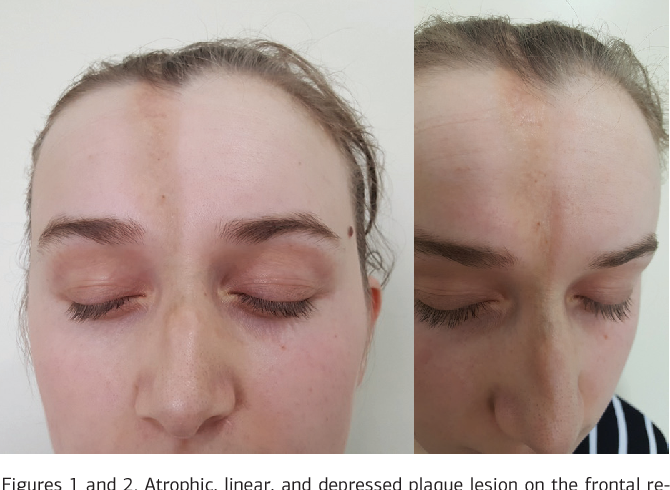 Figures 1 and 2. Atrophic, linear, and depressed plaque lesion on the frontal re-